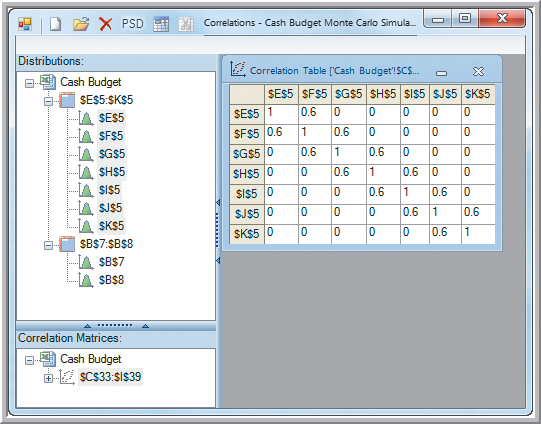 PSD Correlations - Cash Budget Monte Carlo Simula...
Distributions:
Cash Budget
$E$5:$K$5
$E$5
$F$5
$G$5
$H$5
$I$5
$J$5
$K$5
$B$7:$B$8
$B$7
$B$8
Correlation Matrices:
Cash Budget
$C$33:$I$39
Correlation Table ['Cash Budget'!$C$...
$E$5 $F$5 $G$5 $H$5 $I$5 $J$5 $K$5
$E$5 1 0.6 0 0 0 0 0
$F$5 0.6 1 0.6 0 0 0 0
$G$5 0 0.6 1 0.6 0 0 0
$H$5 0 0 0.6 1 0.6 0 0
$I$5 0 0 0 0.6 1 0.6 0
$J$5 0 0 0 0 0.6 1 0.6
$K$5 0 0 0 0 0 0.6 1